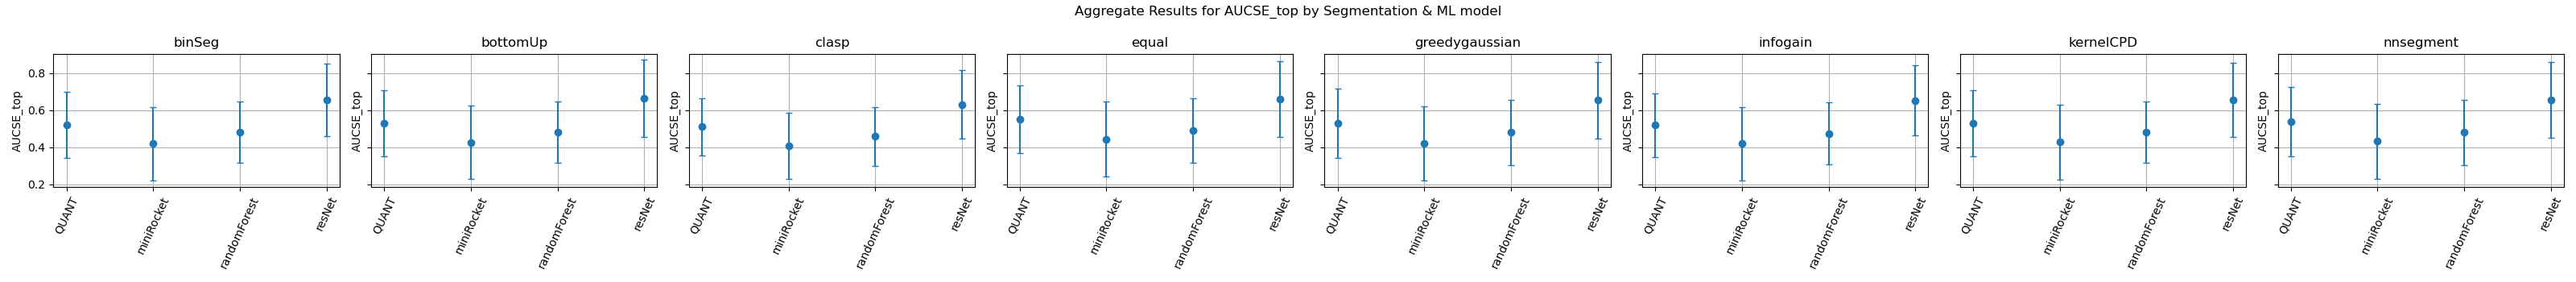 Aggregate Results for AUCSE_top by Segmentation & ML model
binSeg
AUCSE_top
0.8
0.6
0.4
0.2
QUANT
miniRocket
randomForest
resNet
bottomUp
AUCSE_top
QUANT
miniRocket
randomForest
resNet
clasp
AUCSE_top
QUANT
miniRocket
randomForest
resNet
equal
AUCSE_top
QUANT
miniRocket
randomForest
resNet
greedygaussian
AUCSE_top
QUANT
miniRocket
randomForest
resNet
infogain
AUCSE_top
QUANT
miniRocket
randomForest
resNet
kernelCPD
AUCSE_top
QUANT
miniRocket
randomForest
resNet
nnsegment
AUCSE_top
QUANT
miniRocket
randomForest
resNet